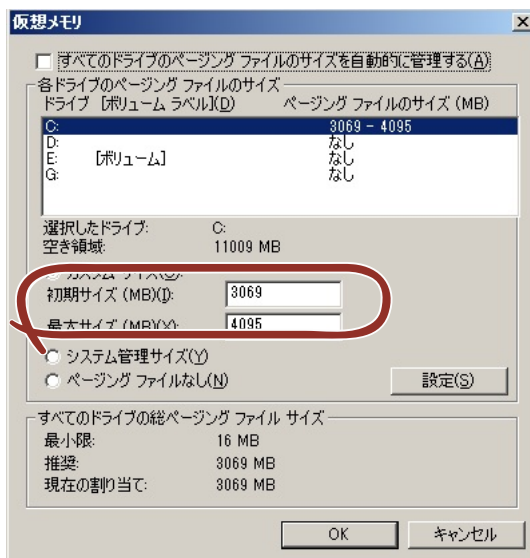 仮想メモリ
すべてのドライブのページング ファイルのサイズを自動的に管理する(A)
各ドライブのページング ファイルのサイズ
ドライブ [ボリューム ラベル](D) ページング ファイルのサイズ (MB)
C: 3069 - 4095
D: なし
E: [ボリューム] なし
G: なし
選択したドライブ: C:
空き領域: 11009 MB
カスタム サイズ(C):
初期サイズ (MB)(I): 3069
最大サイズ (MB)(X): 4095
システム管理サイズ(Y)
ページング ファイルなし(N) 設定(S)
すべてのドライブの総ページング ファイル サイズ
最小限: 16 MB
推奨: 3069 MB
現在の割り当て: 3069 MB
OK キャンセル